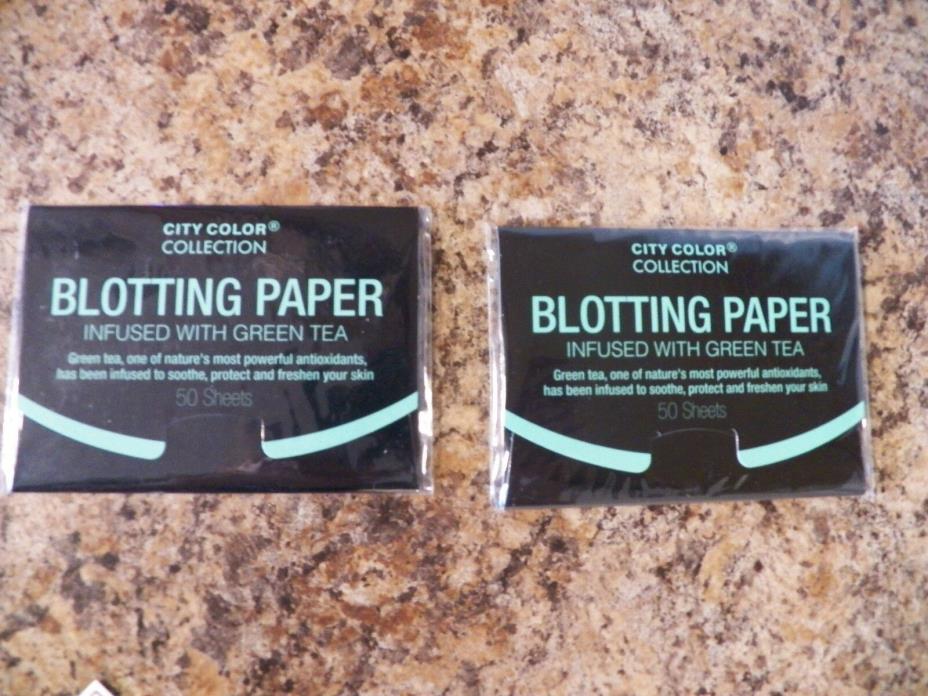 CITY COLOR®
COLLECTION
BLOTTING PAPER
INFUSED WITH GREEN TEA
Green tea, one of nature's most powerful antioxidants,
has been infused to soothe, protect and freshen your skin
50 Sheets
CITY COLOR®
COLLECTION
BLOTTING PAPER
INFUSED WITH GREEN TEA
Green tea, one of nature's most powerful antioxidants,
has been infused to soothe, protect and freshen your skin
50 Sheets